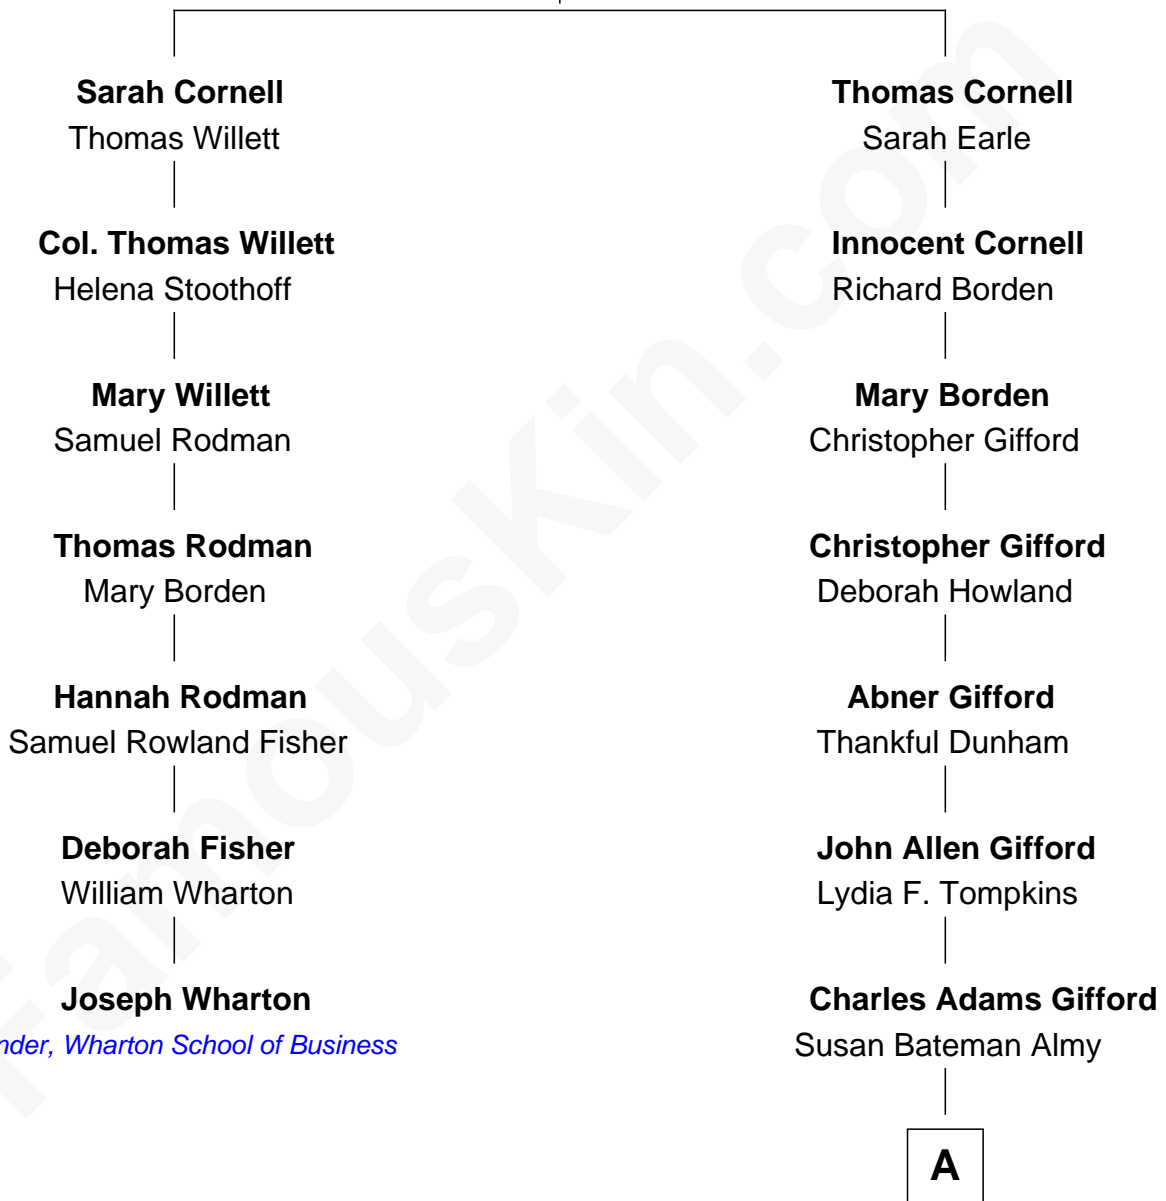 Sarah Cornell
Thomas Willett
Col. Thomas Willett
Helena Stoothoff
Mary Willett
Samuel Rodman
Thomas Rodman
Mary Borden
Hannah Rodman
Samuel Rowland Fisher
Deborah Fisher
William Wharton
Joseph Wharton
nder, Wharton School of Business
Thomas Cornell
Sarah Earle
Innocent Cornell
Richard Borden
Mary Borden
Christopher Gifford
Christopher Gifford
Deborah Howland
Abner Gifford
Thankful Dunham
John Allen Gifford
Lydia F. Tompkins
Charles Adams Gifford
Susan Bateman Almy
A
FamousKin.com